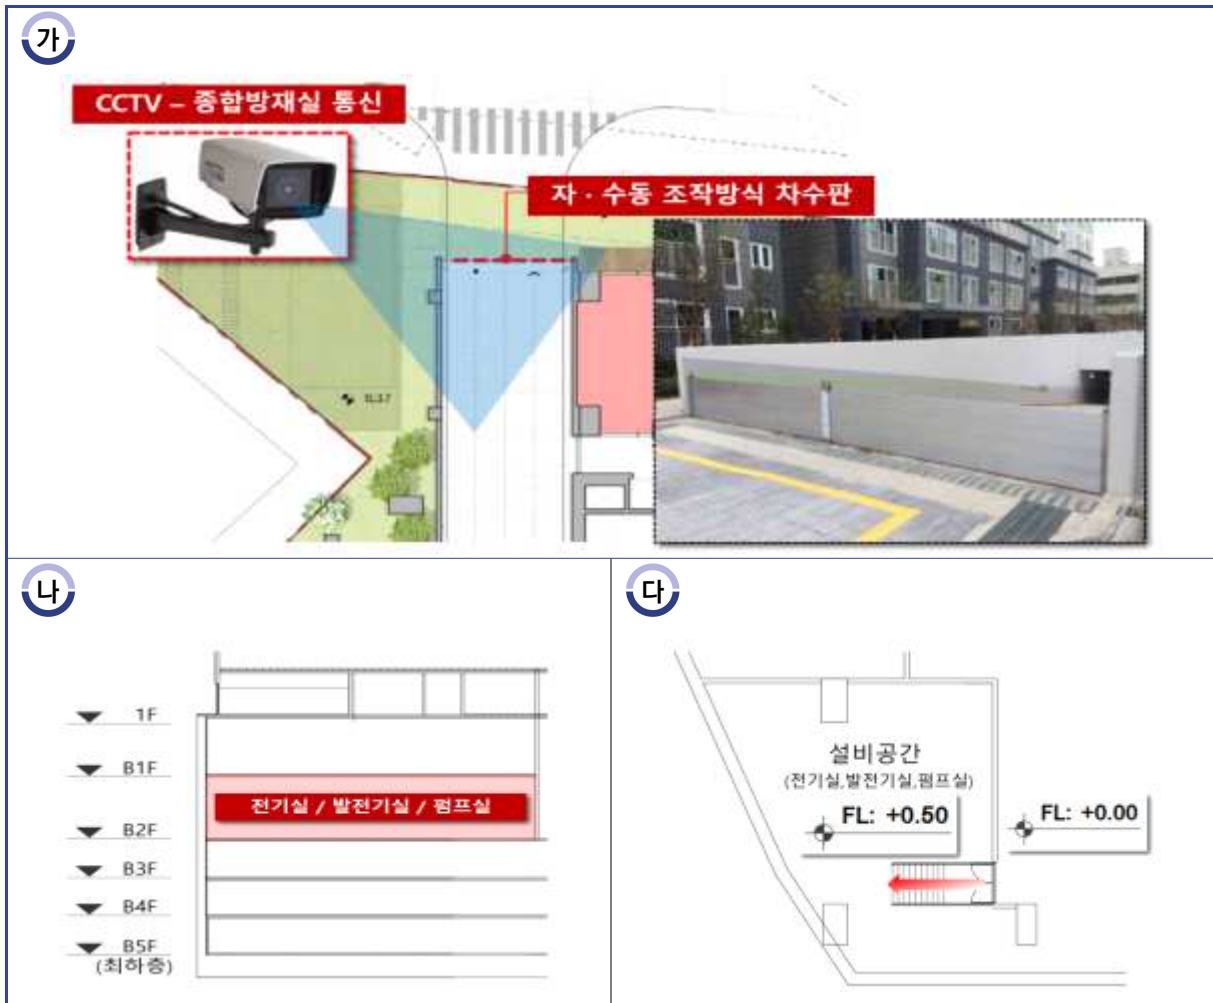 가
CCTV – 종합방재실 통신
자 · 수동 조작방식 차수판
나
1F
B1F
전기실 / 발전기실 / 펌프실
B2F
B3F
B4F
B5F
(최하층)
다
설비공간
(전기실,발전기실,펌프실)
FL: +0.50
FL: +0.00